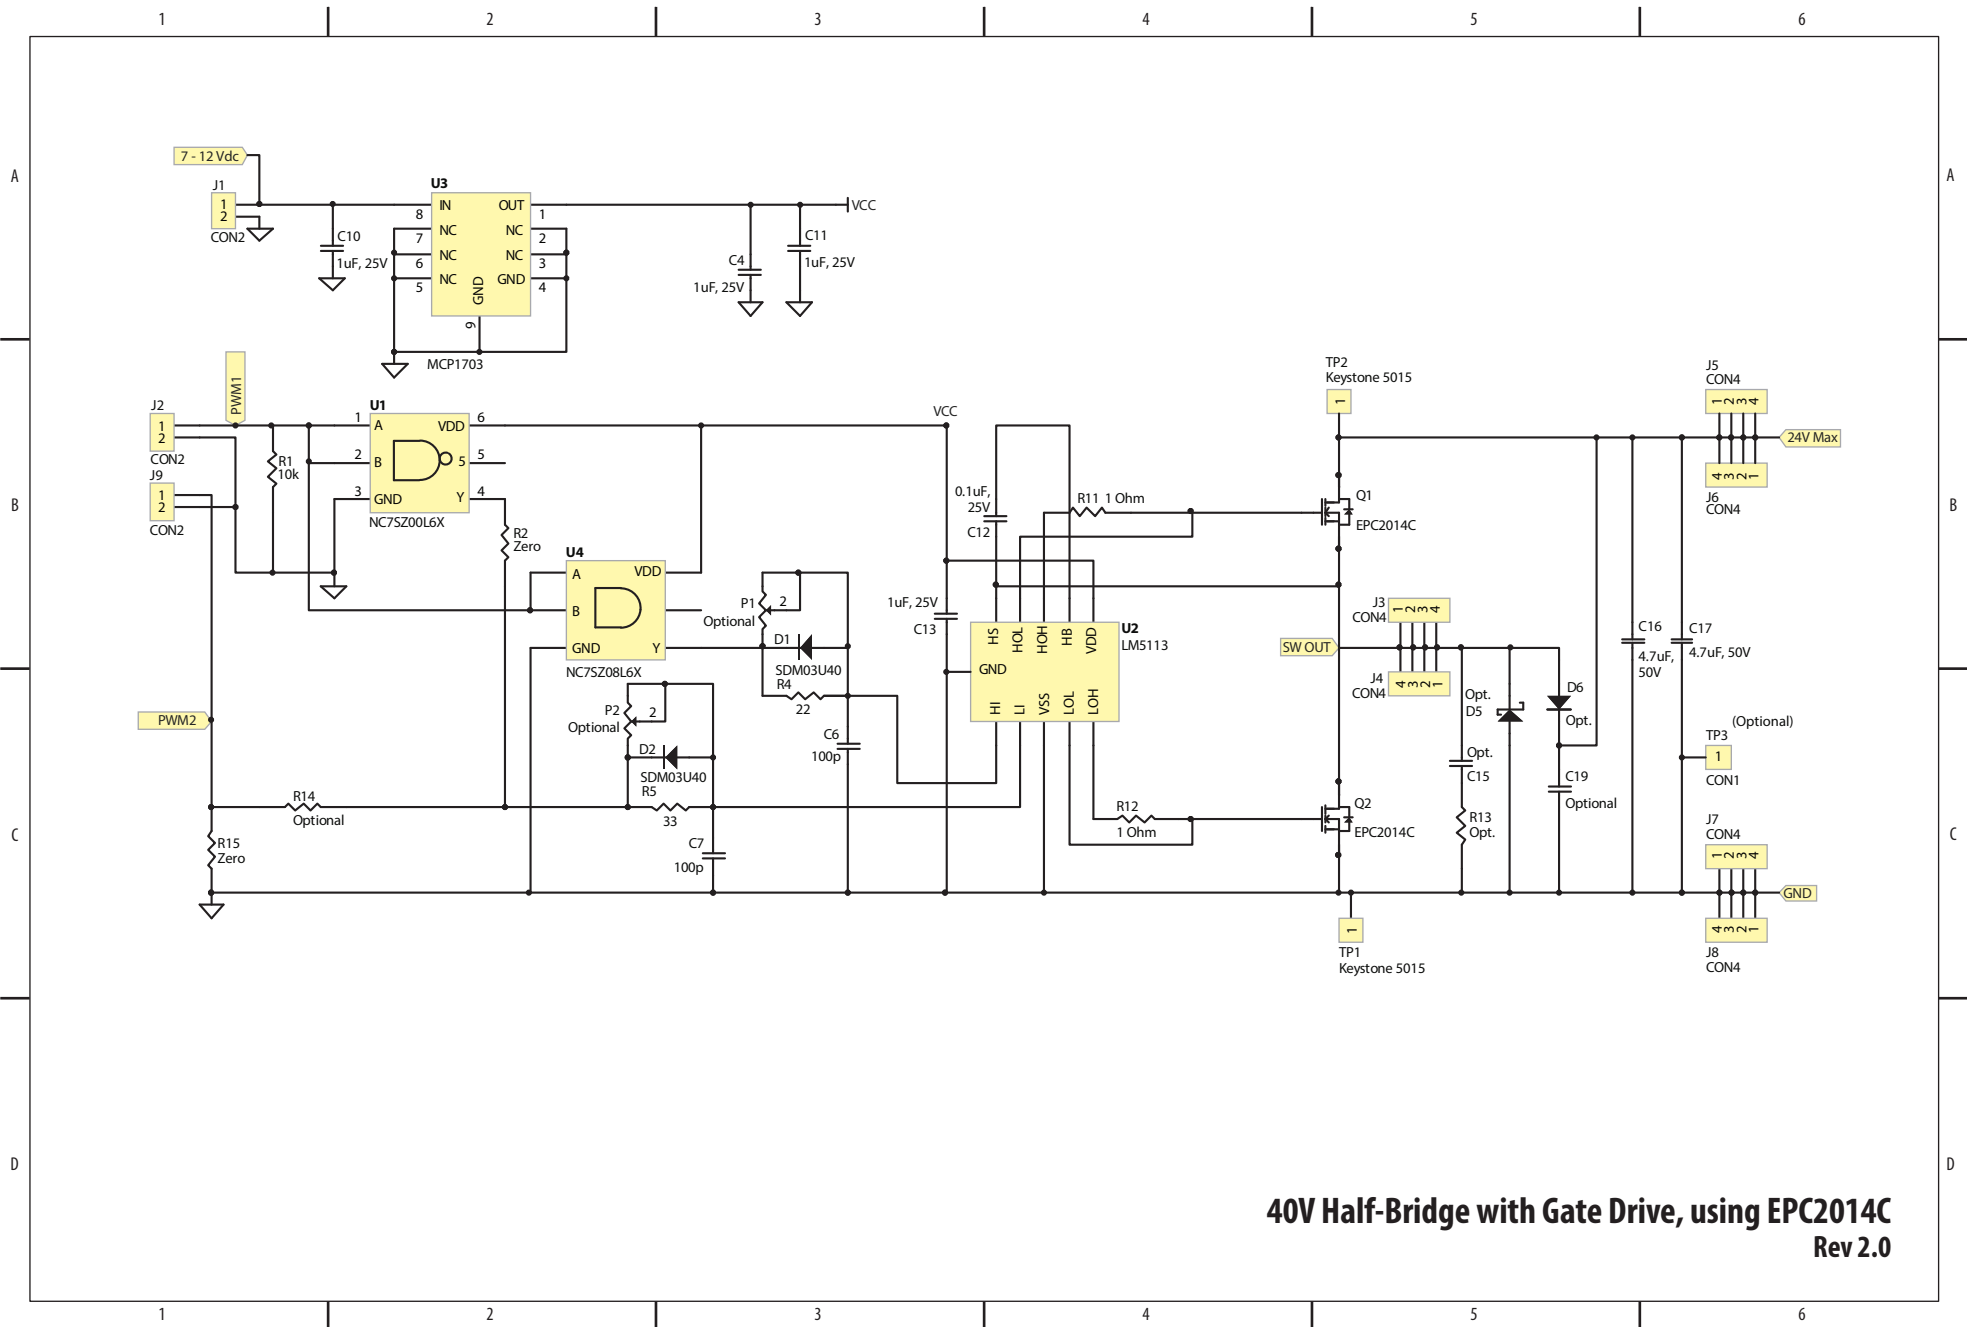 1 2 3 4 5 6
A A
7 - 12 Vdc
J1
1
2
CON2
C10
1uF, 25V
U3
IN OUT
8 1
NC NC
7 2
NC NC
6 3
NC GND
5 4
GND
9
MCP1703
C4
1uF, 25V
C11
1uF, 25V
VCC
B B
PWM1
J2
1
2
CON2
J9
1
2
CON2
R1
10k
U1
1 A VDD 6
2 B 5 5
3 GND Y 4
NC7SZ00L6X
R2
Zero
U4
A VDD
B
GND Y
NC7SZ08L6X
VCC
P1
2
Optional
D1
SDM03U40
R4
22
1uF, 25V
C13
0.1uF,
25V
C12
R11 1 Ohm
U2
LM5113
HS HOL HOH HB VDD
GND
HI LI VSS LOL LOH
TP2
Keystone 5015
1
Q1
EPC2014C
J5
CON4
1 2 3 4
24V Max
4 3 2 1
J6
CON4
J3
CON4
1 2 3 4
SW OUT
J4
CON4
4 3 2 1
C16
4.7uF,
50V
C17
4.7uF, 50V
C C
PWM2
P2
2
Optional
D2
SDM03U40
R5
33
C6
100p
C7
100p
R14
Optional
R15
Zero
R12
1 Ohm
Q2
EPC2014C
Opt.
D5
D6
Opt.
Opt.
C15
C19
Optional
R13
Opt.
(Optional)
TP3
1
CON1
J7
CON4
1 2 3 4
GND
4 3 2 1
J8
CON4
1
TP1
Keystone 5015
D D
40V Half-Bridge with Gate Drive, using EPC2014C
Rev 2.0
1 2 3 4 5 6